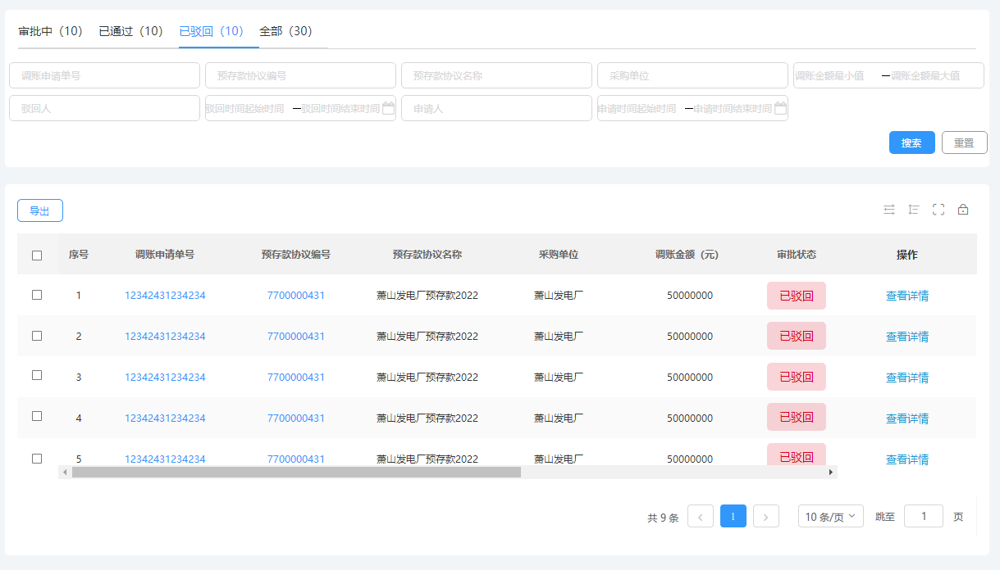 审批中（10） 已通过（10） 已驳回（10） 全部（30）
调账申请单号 预存款协议编号 预存款协议名称 采购单位 调账金额最小值 —调账金额最大值
驳回人 驳回时间起始时间 —驳回时间结束时间 申请人 申请时间起始时间 —申请时间结束时间
搜索 重置
导出
序号 调账申请单号 预存款协议编号 预存款协议名称 采购单位 调账金额（元） 审批状态 操作
1 12342431234234 7700000431 萧山发电厂预存款2022 萧山发电厂 50000000 已驳回 查看详情
2 12342431234234 7700000431 萧山发电厂预存款2022 萧山发电厂 50000000 已驳回 查看详情
3 12342431234234 7700000431 萧山发电厂预存款2022 萧山发电厂 50000000 已驳回 查看详情
4 12342431234234 7700000431 萧山发电厂预存款2022 萧山发电厂 50000000 已驳回 查看详情
5 12342431234234 7700000431 萧山发电厂预存款2022 萧山发电厂 50000000 已驳回 查看详情
共 9 条 < 1 > 10 条/页 跳至 1 页